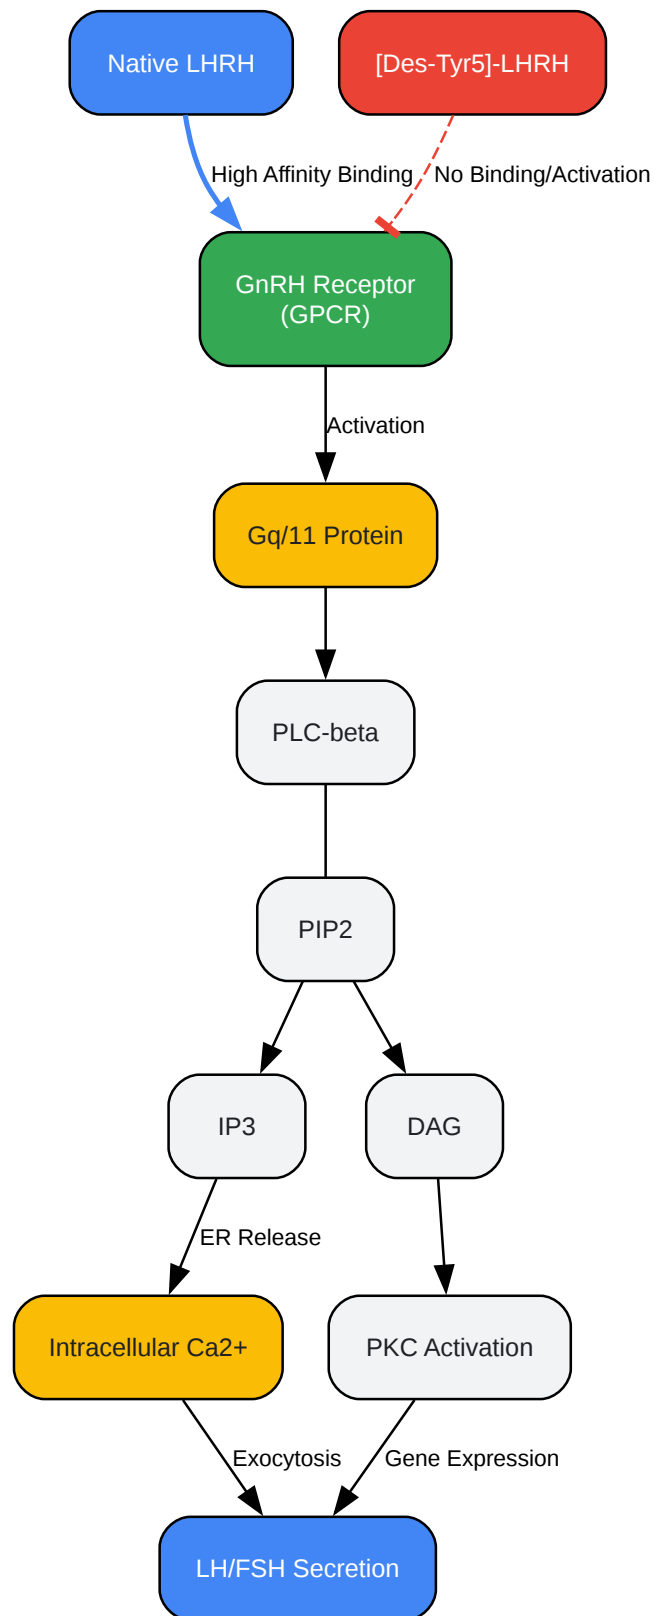 Native LHRH
[Des-Tyr5]-LHRH
High Affinity Binding
No Binding/Activation
GnRH Receptor
(GPCR)
Activation
Gq/11 Protein
PLC-beta
PIP2
IP3
DAG
ER Release
Intracellular Ca2+
PKC Activation
Exocytosis
Gene Expression
LH/FSH Secretion